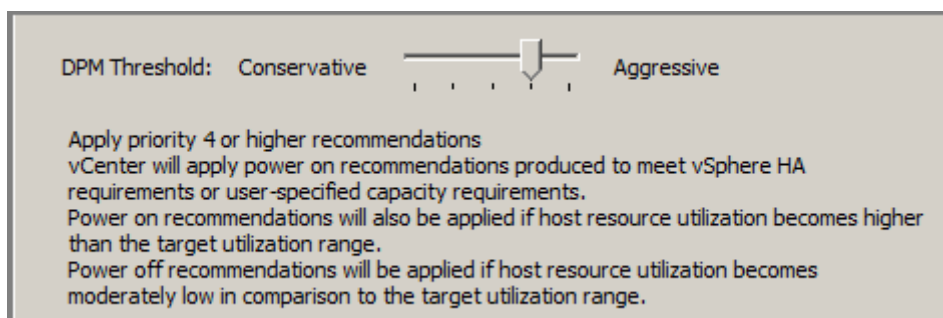 DPM Threshold: Conservative Aggressive
Apply priority 4 or higher recommendations
vCenter will apply power on recommendations produced to meet vSphere HA
requirements or user-specified capacity requirements.
Power on recommendations will also be applied if host resource utilization becomes higher
than the target utilization range.
Power off recommendations will be applied if host resource utilization becomes
moderately low in comparison to the target utilization range.